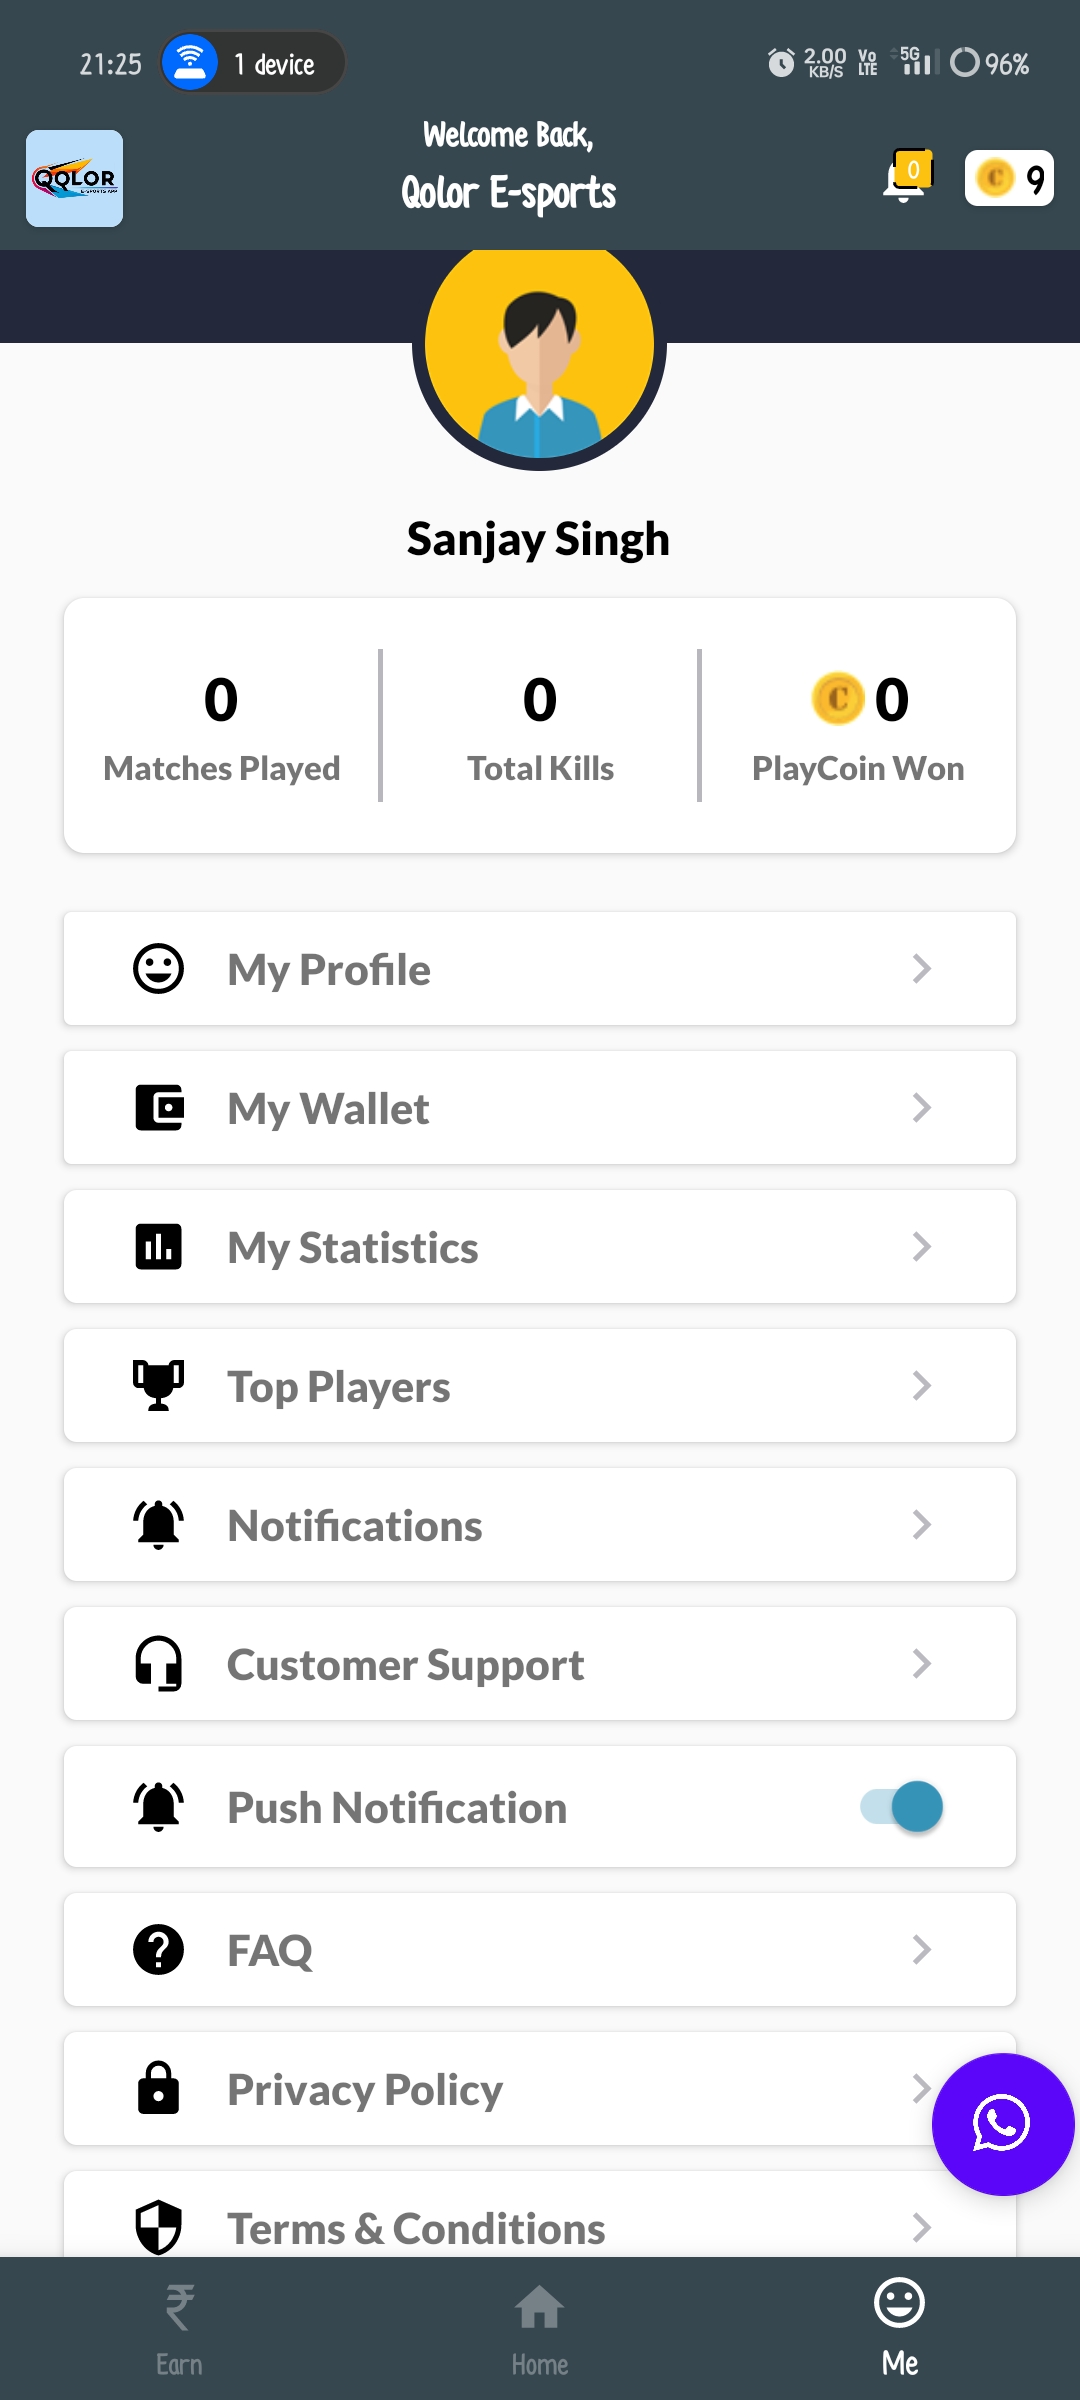 21:25
1 device
2.00 KB/S
Vo LTE
5G
96%
QOLOR
E-SPORTS APP
Welcome Back,
Qolor E-sports
0
9
Sanjay Singh
0
0
0
Matches Played
Total Kills
PlayCoin Won
My Profile
My Wallet
My Statistics
Top Players
Notifications
Customer Support
Push Notification
FAQ
Privacy Policy
Terms & Conditions
Earn
Home
Me